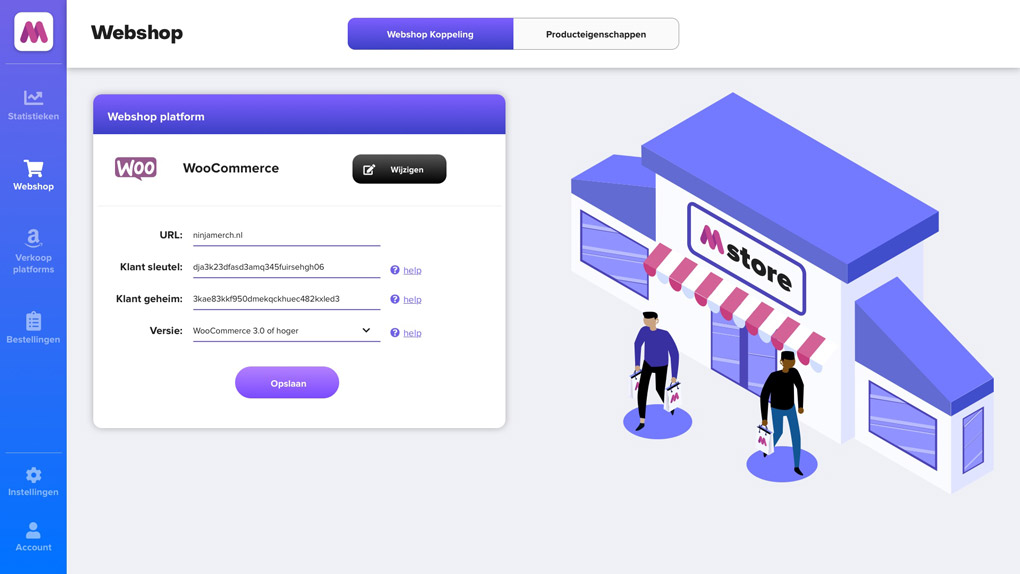 Webshop
Webshop Koppeling
Producteigenschappen
Statistieken
Webshop
Verkoop
platforms
Bestellingen
Instellingen
Account
Webshop platform
WOO
WooCommerce
Wijzigen
URL: ninjamerch.nl
Klant sleutel: dja3k23dfasd3amq345fuirsehgh06 help
Klant geheim: 3kae83kkf950dmekqckhuec482kxled3 help
Versie: WooCommerce 3.0 of hoger help
Opslaan
M store